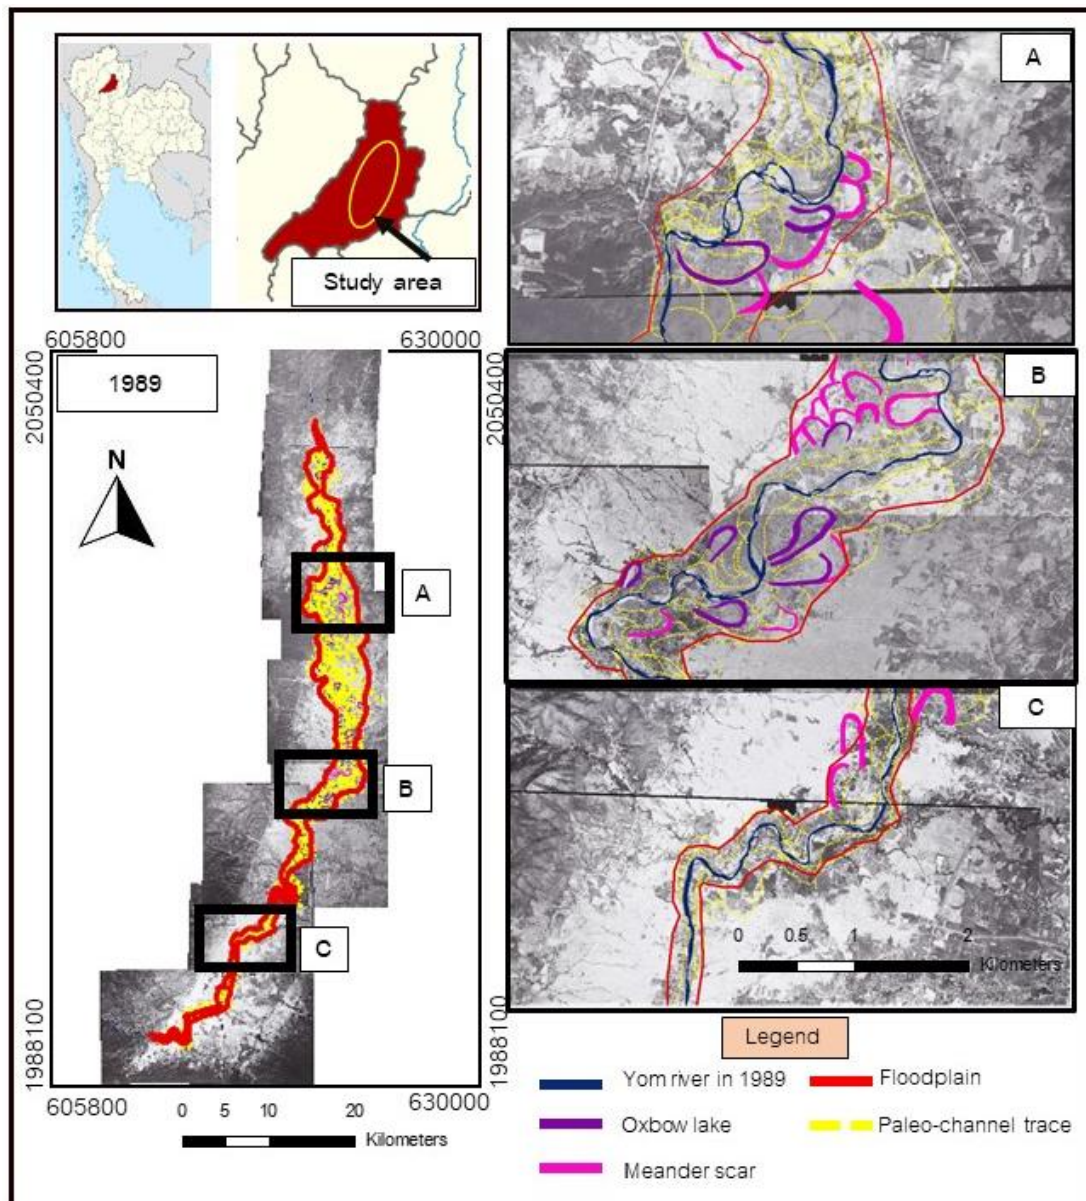 Study area
605800
630000
2050400
1989
N
A
B
C
1988100
605800
630000
0 5 10 20
Kilometers
A
2050400
B
C
0 0.5 1 2
Kilometers
1988100
Legend
Yom river in 1989
Floodplain
Oxbow lake
Paleo-channel trace
Meander scar